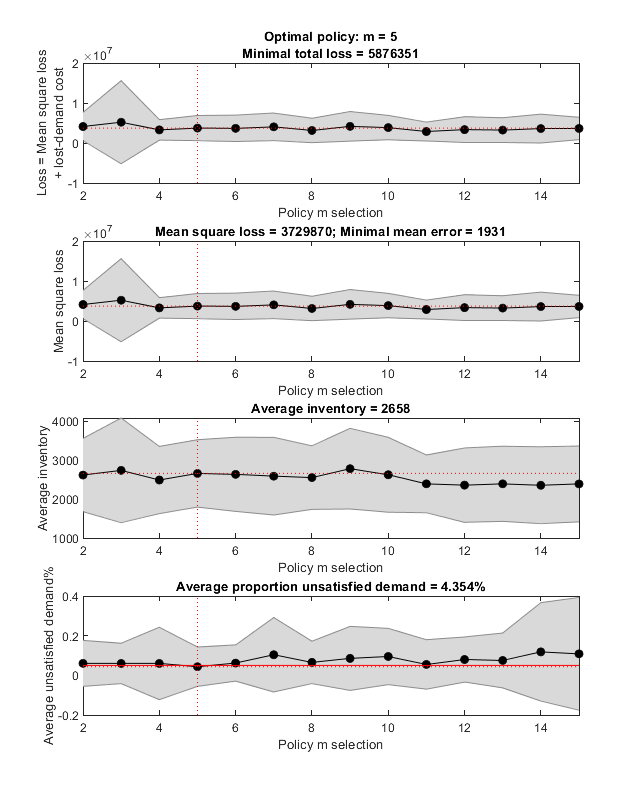 Optimal policy: m = 5
Minimal total loss = 5876351
×10^7
Loss = Mean square loss
+ lost-demand cost
2
1
0
-1
2 4 6 8 10 12 14
Policy m selection
Mean square loss = 3729870; Minimal mean error = 1931
×10^7
Mean square loss
2
1
0
-1
2 4 6 8 10 12 14
Policy m selection
Average inventory = 2658
Average inventory
4000
3000
2000
1000
2 4 6 8 10 12 14
Policy m selection
Average proportion unsatisfied demand = 4.354%
Average unsatisfied demand%
0.4
0.2
0
-0.2
2 4 6 8 10 12 14
Policy m selection